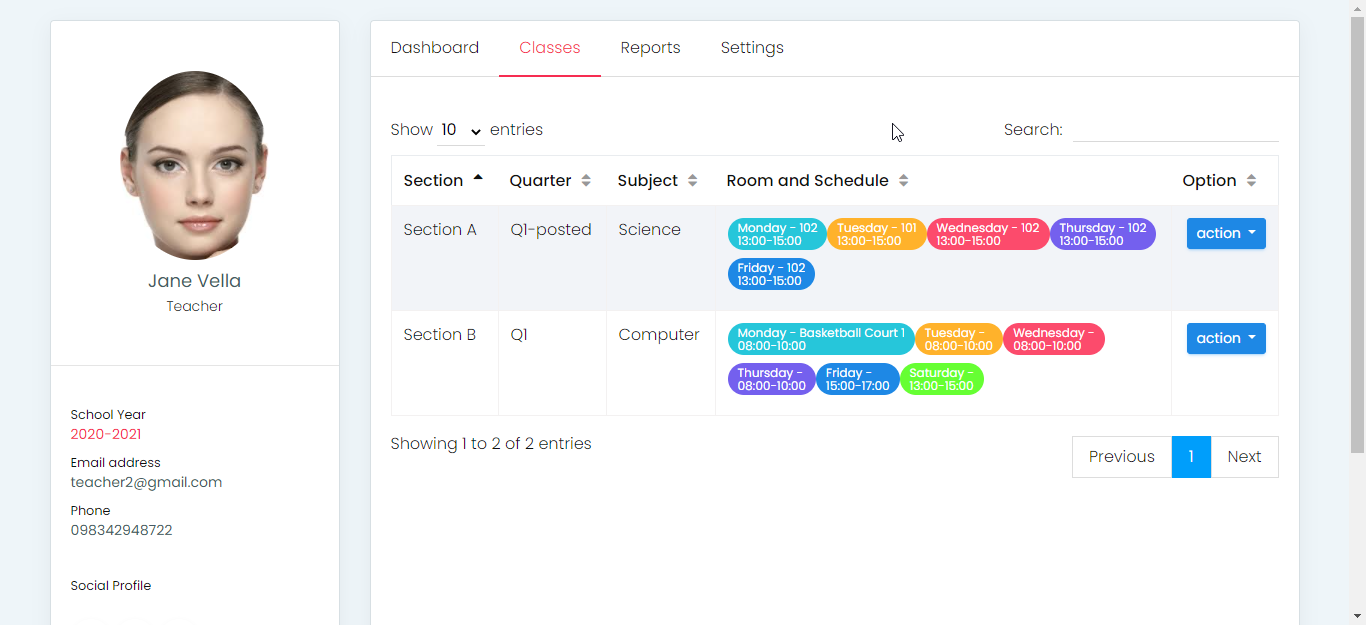 Dashboard Classes Reports Settings
Show 10 entries
Search:
Section Quarter Subject Room and Schedule Option
Section A Q1-posted Science
Monday - 102
13:00-15:00
Tuesday - 101
13:00-15:00
Wednesday - 102
13:00-15:00
Thursday - 102
13:00-15:00
Friday - 102
13:00-15:00
action
Section B Q1 Computer
Monday - Basketball Court 1
08:00-10:00
Tuesday -
08:00-10:00
Wednesday -
08:00-10:00
Thursday -
08:00-10:00
Friday -
15:00-17:00
Saturday -
13:00-15:00
action
Showing 1 to 2 of 2 entries
Previous 1 Next
Jane Vella
Teacher
School Year
2020-2021
Email address
teacher2@gmail.com
Phone
098342948722
Social Profile